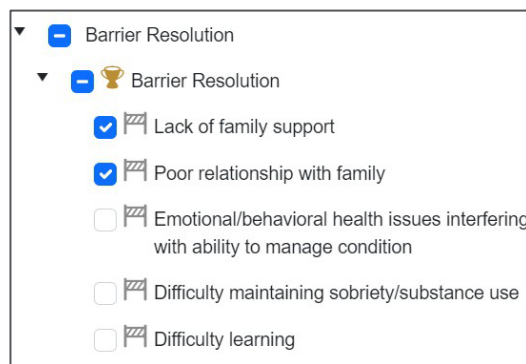 Barrier Resolution
Barrier Resolution
Lack of family support
Poor relationship with family
Emotional/behavioral health issues interfering
with ability to manage condition
Difficulty maintaining sobriety/substance use
Difficulty learning